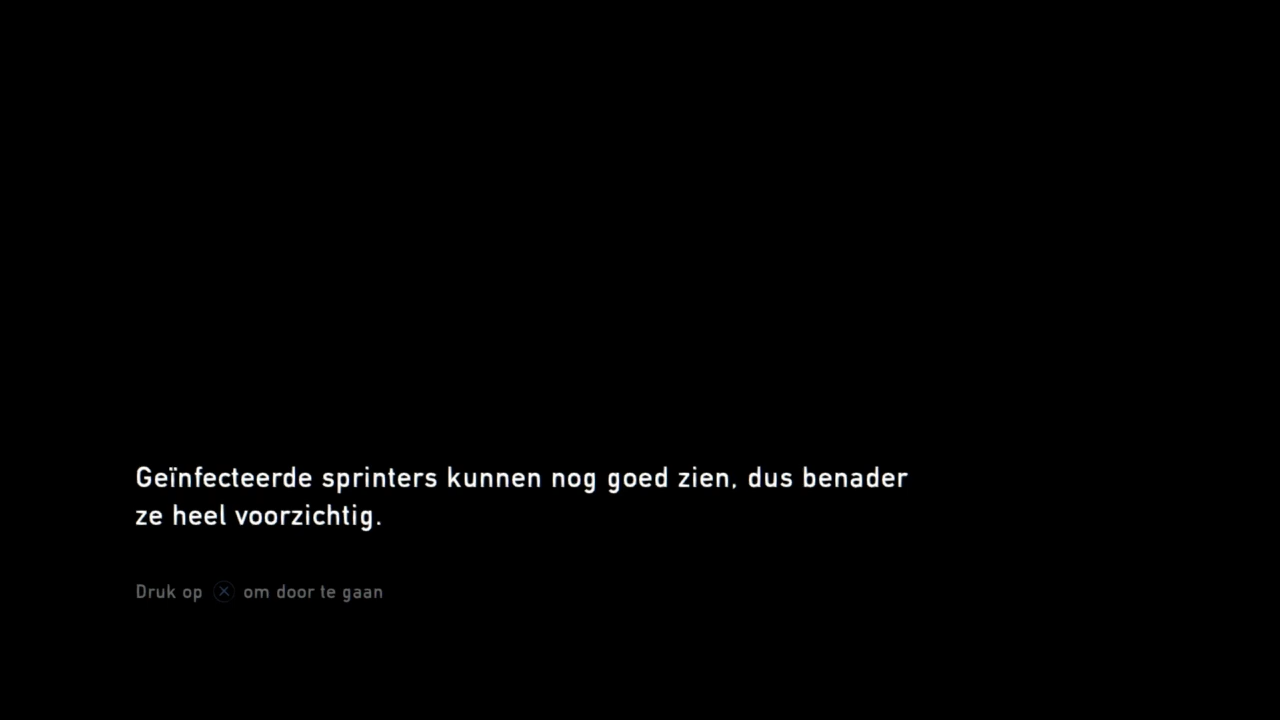 Geïnfecteerde sprinters kunnen nog goed zien, dus benader
ze heel voorzichtig.
Druk op ⓧ om door te gaan